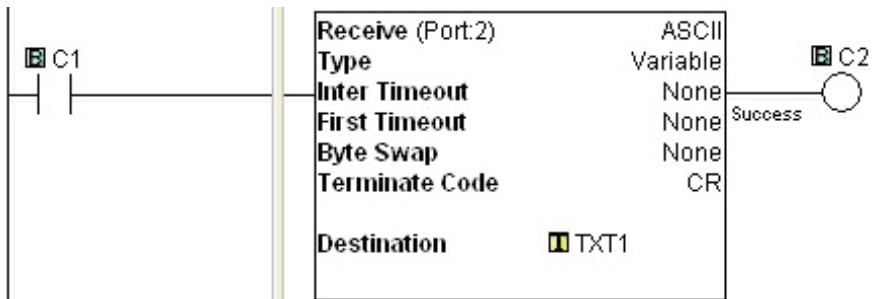 Receive (Port:2) ASCII
B C1
Type Variable
B C2
Inter Timeout None
First Timeout None
Success
Byte Swap None
Terminate Code CR
Destination T TXT1